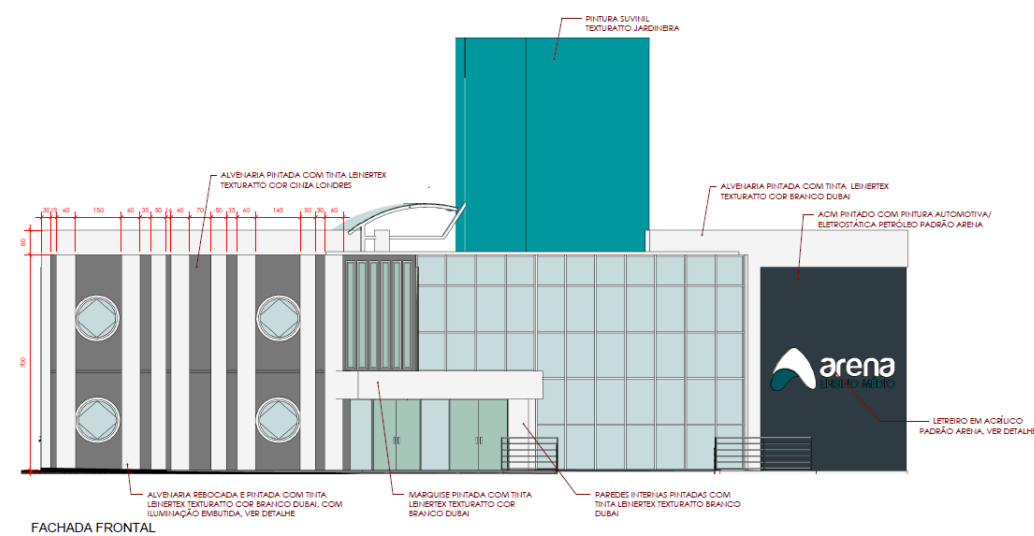 PINTURA SUVINIL
TEXTURATTO JARDINEIRA
ALVENARIA PINTADA COM TINTA LEINERTEX
TEXTURATTO COR CINZA LONDRES
ALVENARIA PINTADA COM TINTA LEINERTEX
TEXTURATTO COR BRANCO DUBAI
ACM PINTADO COM PINTURA AUTOMOTIVA/
ELETROSTÁTICA PETRÓLEO PADRÃO ARENA
60 150 60 35 50 60 70 50 35 60 145 50 30 60
80
700
arena
ENSINO MÉDIO
LETREIRO EM ACRÍLICO
PADRÃO ARENA, VER DETALHE
ALVENARIA REBOCADA E PINTADA COM TINTA
LEINERTEX TEXTURATTO COR BRANCO DUBAI, COM
ILUMINAÇÃO EMBUTIDA, VER DETALHE
MARQUISE PINTADA COM TINTA
LEINERTEX TEXTURATTO COR
BRANCO DUBAI
PAREDES INTERNAS PINTADAS COM
TINTA LEINERTEX TEXTURATTO BRANCO
DUBAI
FACHADA FRONTAL